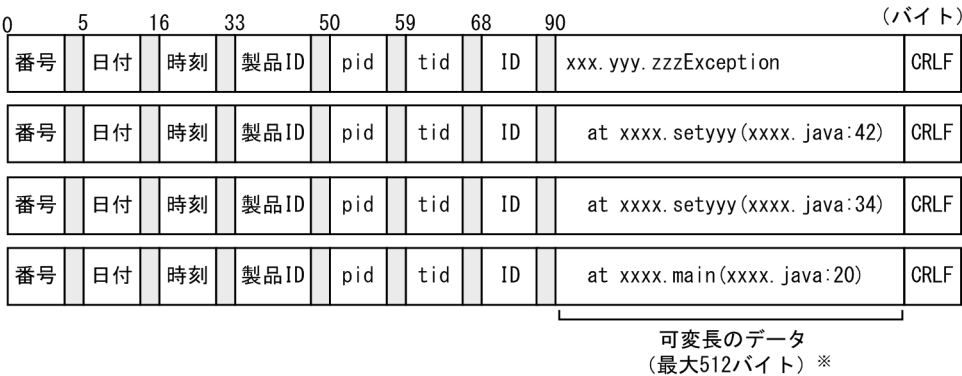 0 5 16 33 50 59 68 90 (バイト)
番号 日付 時刻 製品ID pid tid ID xxx.yyy.zzzException CRLF
番号 日付 時刻 製品ID pid tid ID at xxxx.setyyy(xxxx.java:42) CRLF
番号 日付 時刻 製品ID pid tid ID at xxxx.setyyy(xxxx.java:34) CRLF
番号 日付 時刻 製品ID pid tid ID at xxxx.main(xxxx.java:20) CRLF
可変長のデータ
(最大512バイト)※